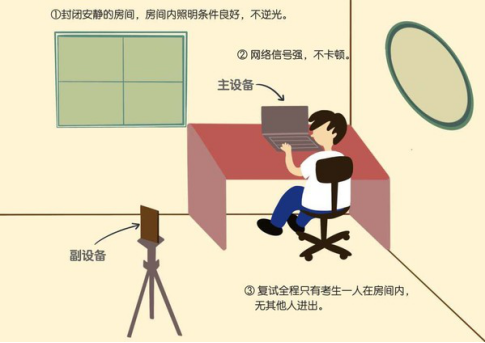 ①封闭安静的房间，房间内照明条件良好，不逆光。
② 网络信号强，不卡顿。
主设备
副设备
③ 复试全程只有考生一人在房间内，
无其他人进出。